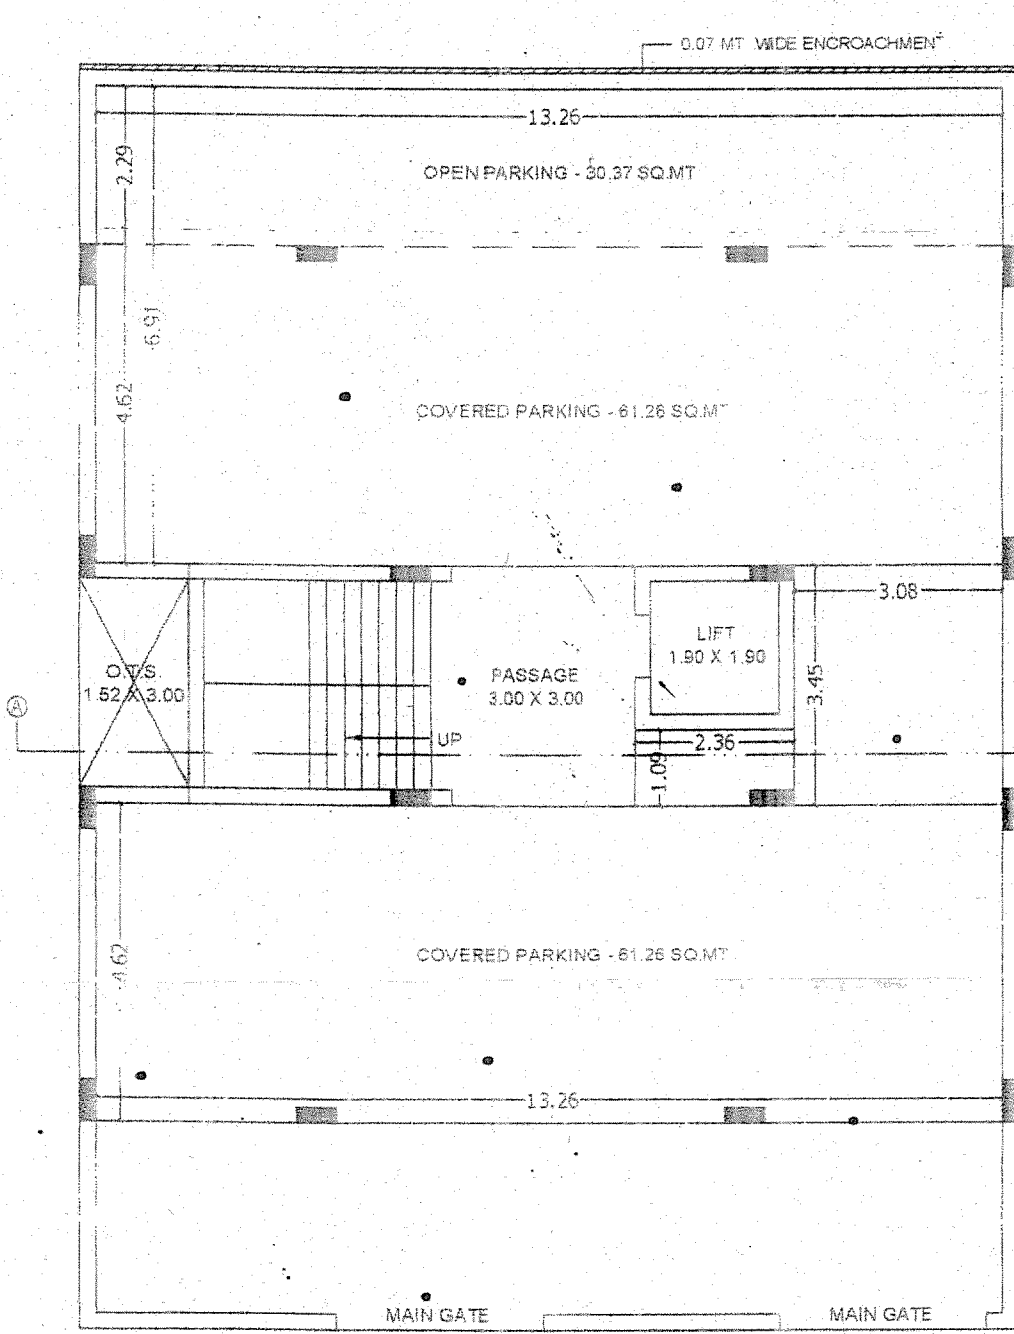 0.07 MT WIDE ENCROACHMENT
13.26
2.29
OPEN PARKING - 30.37 SQ.MT
6.91
4.62
COVERED PARKING - 61.26 SQ.MT
3.08
LIFT
1.90 X 1.90
O.T.S.
1.52 X 3.00
PASSAGE
3.00 X 3.00
3.45
A
UP
2.36
1.09
4.62
COVERED PARKING - 61.26 SQ.MT
13.26
MAIN GATE
MAIN GATE